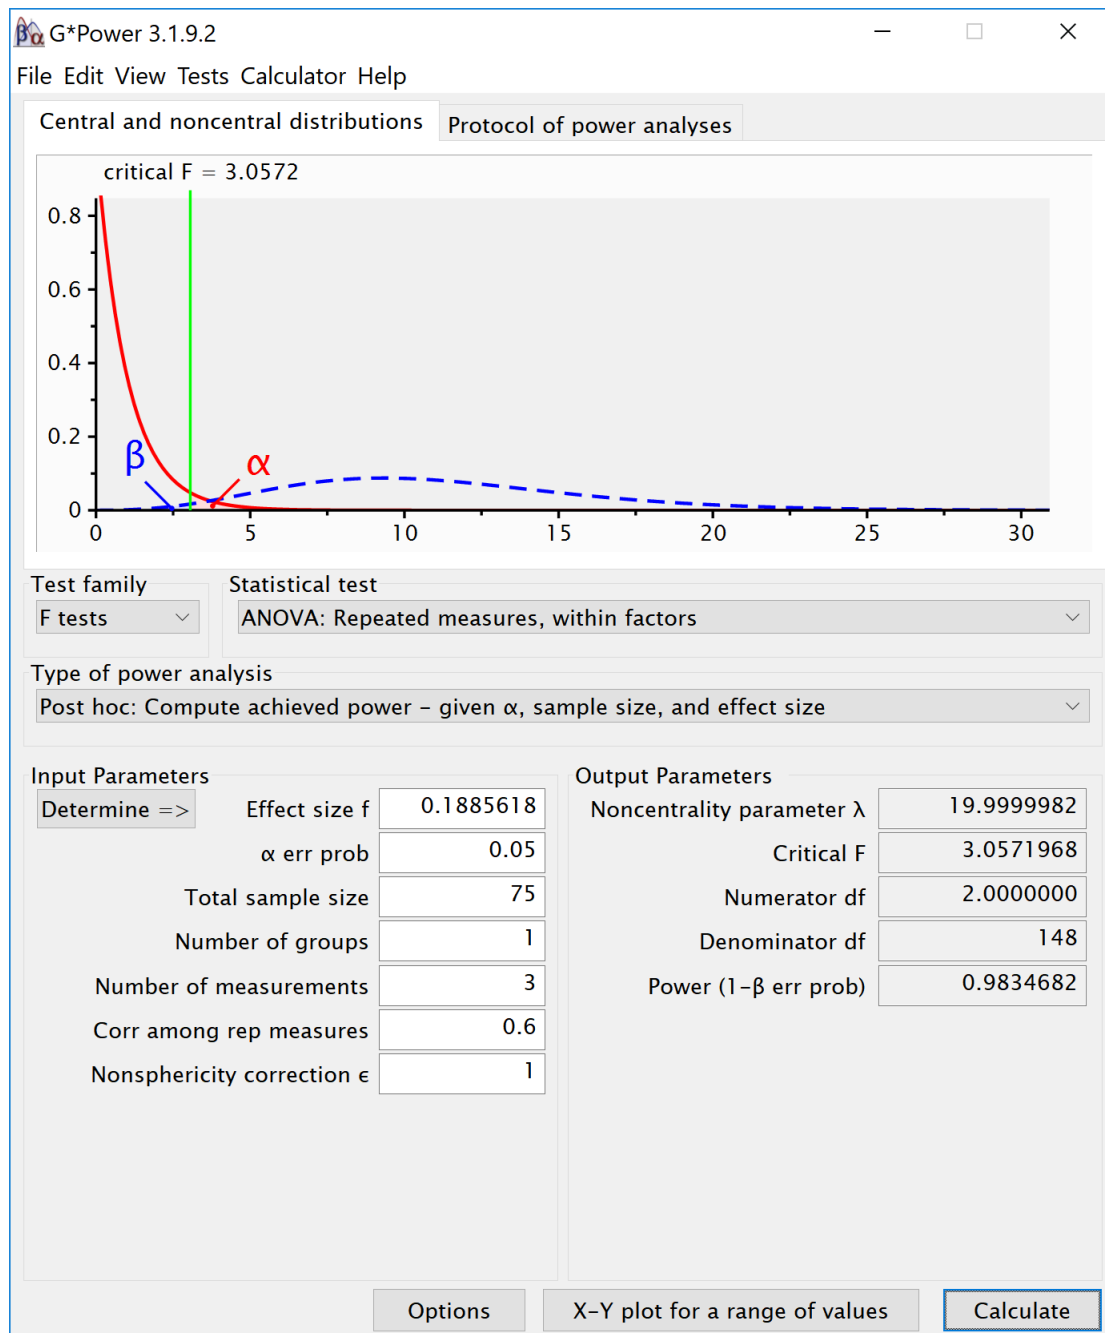 G*Power 3.1.9.2
File Edit View Tests Calculator Help
Central and noncentral distributions
Protocol of power analyses
critical F = 3.0572
0.8
0.6
0.4
0.2
0
β
α
0 5 10 15 20 25 30
Test family
Statistical test
F tests
ANOVA: Repeated measures, within factors
Type of power analysis
Post hoc: Compute achieved power – given α, sample size, and effect size
Input Parameters
Determine =>
Effect size f 0.1885618
α err prob 0.05
Total sample size 75
Number of groups 1
Number of measurements 3
Corr among rep measures 0.6
Nonsphericity correction ϵ 1
Output Parameters
Noncentrality parameter λ 19.9999982
Critical F 3.0571968
Numerator df 2.0000000
Denominator df 148
Power (1-β err prob) 0.9834682
Options
X-Y plot for a range of values
Calculate